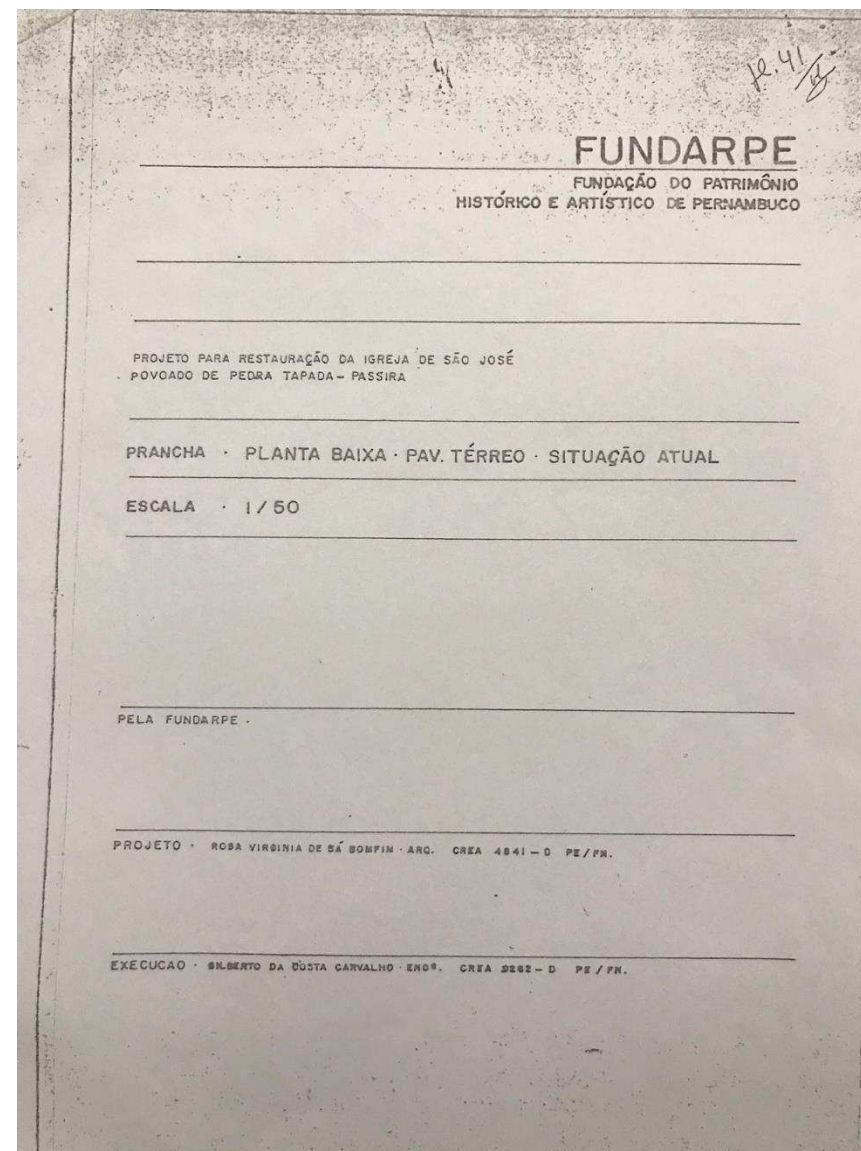 fl. 41
FUNDARPE
FUNDAÇÃO DO PATRIMÔNIO
HISTÓRICO E ARTÍSTICO DE PERNAMBUCO
PROJETO PARA RESTAURAÇÃO DA IGREJA DE SÃO JOSÉ
POVOADO DE PEDRA TAPADA - PASSIRA
PRANCHA · PLANTA BAIXA · PAV. TÉRREO · SITUAÇÃO ATUAL
ESCALA · 1/50
PELA FUNDARPE ·
PROJETO · ROSA VIRGINIA DE SÁ BOMFIM · ARQ. CREA 4841 - D PE/FN.
EXECUCAO · GILBERTO DA COSTA CARVALHO · ENGº. CREA 9262 - D PE / FN.